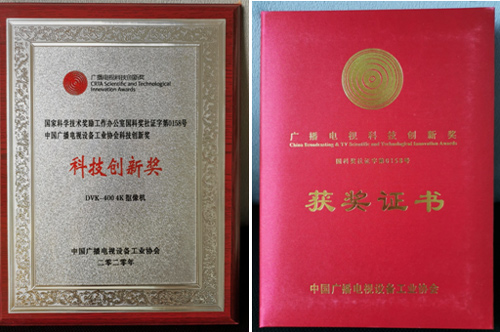 广播电视科技创新奖
CRTA Scientific and Technological
Innovation Awards
国家科学技术奖励工作办公室国科奖社证字第0158号
中国广播电视设备工业协会科技创新奖
科技创新奖
DVK-400 4K抠像机
中国广播电视设备工业协会
二〇二〇年
广播电视科技创新奖
China Broadcasting & TV Scientific and Technological Innovation Awards
国科奖社证字第0158号
获奖证书
中国广播电视设备工业协会